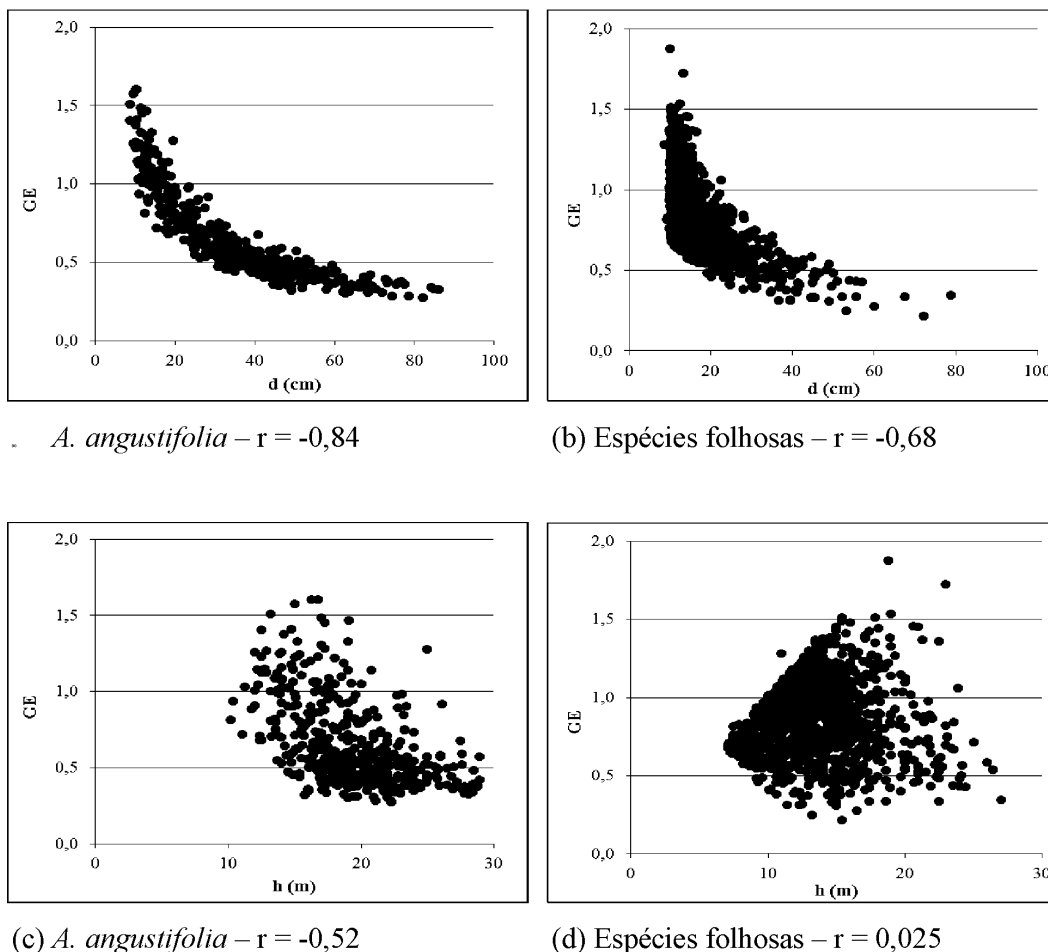 2,0
1,5
1,0
0,5
0,0
GE
0 20 40 60 80 100
d (cm)
A. angustifolia – r = -0,84
2,0
1,5
1,0
0,5
0,0
GE
0 20 40 60 80 100
d (cm)
(b) Espécies folhosas – r = -0,68
2,0
1,5
1,0
0,5
0,0
GE
0 10 20 30
h (m)
(c) A. angustifolia – r = -0,52
2,0
1,5
1,0
0,5
0,0
GE
0 10 20 30
h (m)
(d) Espécies folhosas – r = 0,025